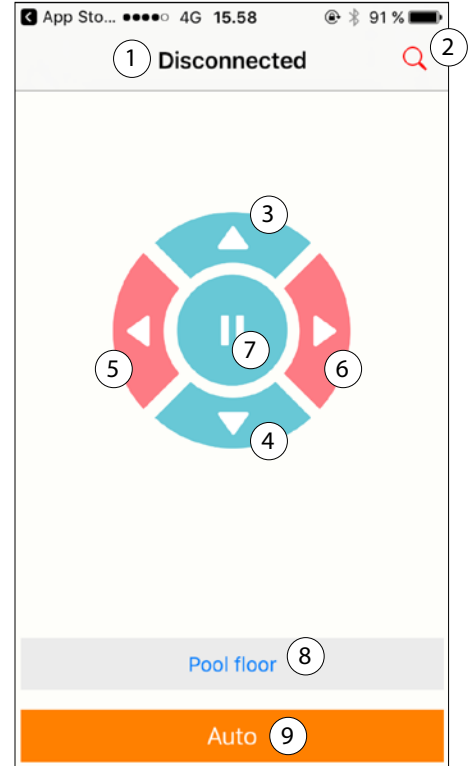 App Sto... 4G 15.58 91 %
1 Disconnected 2
3
7
5 6
4
Pool floor 8
Auto 9